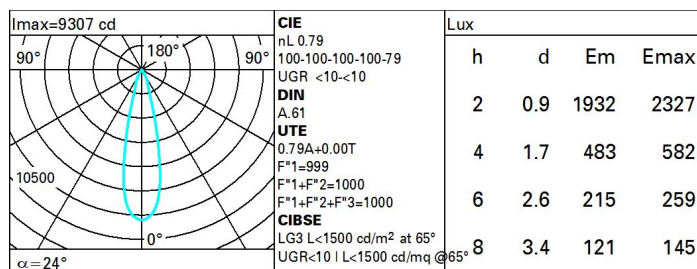 Imax=9307 cd
90°
180°
90°
10500
0°
α=24°
CIE
nL 0.79
100-100-100-100-79
UGR <10-<10
DIN
A.61
UTE
0.79A+0.00T
F"1=999
F"1+F"2=1000
F"1+F"2+F"3=1000
CIBSE
LG3 L<1500 cd/m² at 65°
UGR<10 | L<1500 cd/mq @65°
Lux
h d Em Emax
2 0.9 1932 2327
4 1.7 483 582
6 2.6 215 259
8 3.4 121 145